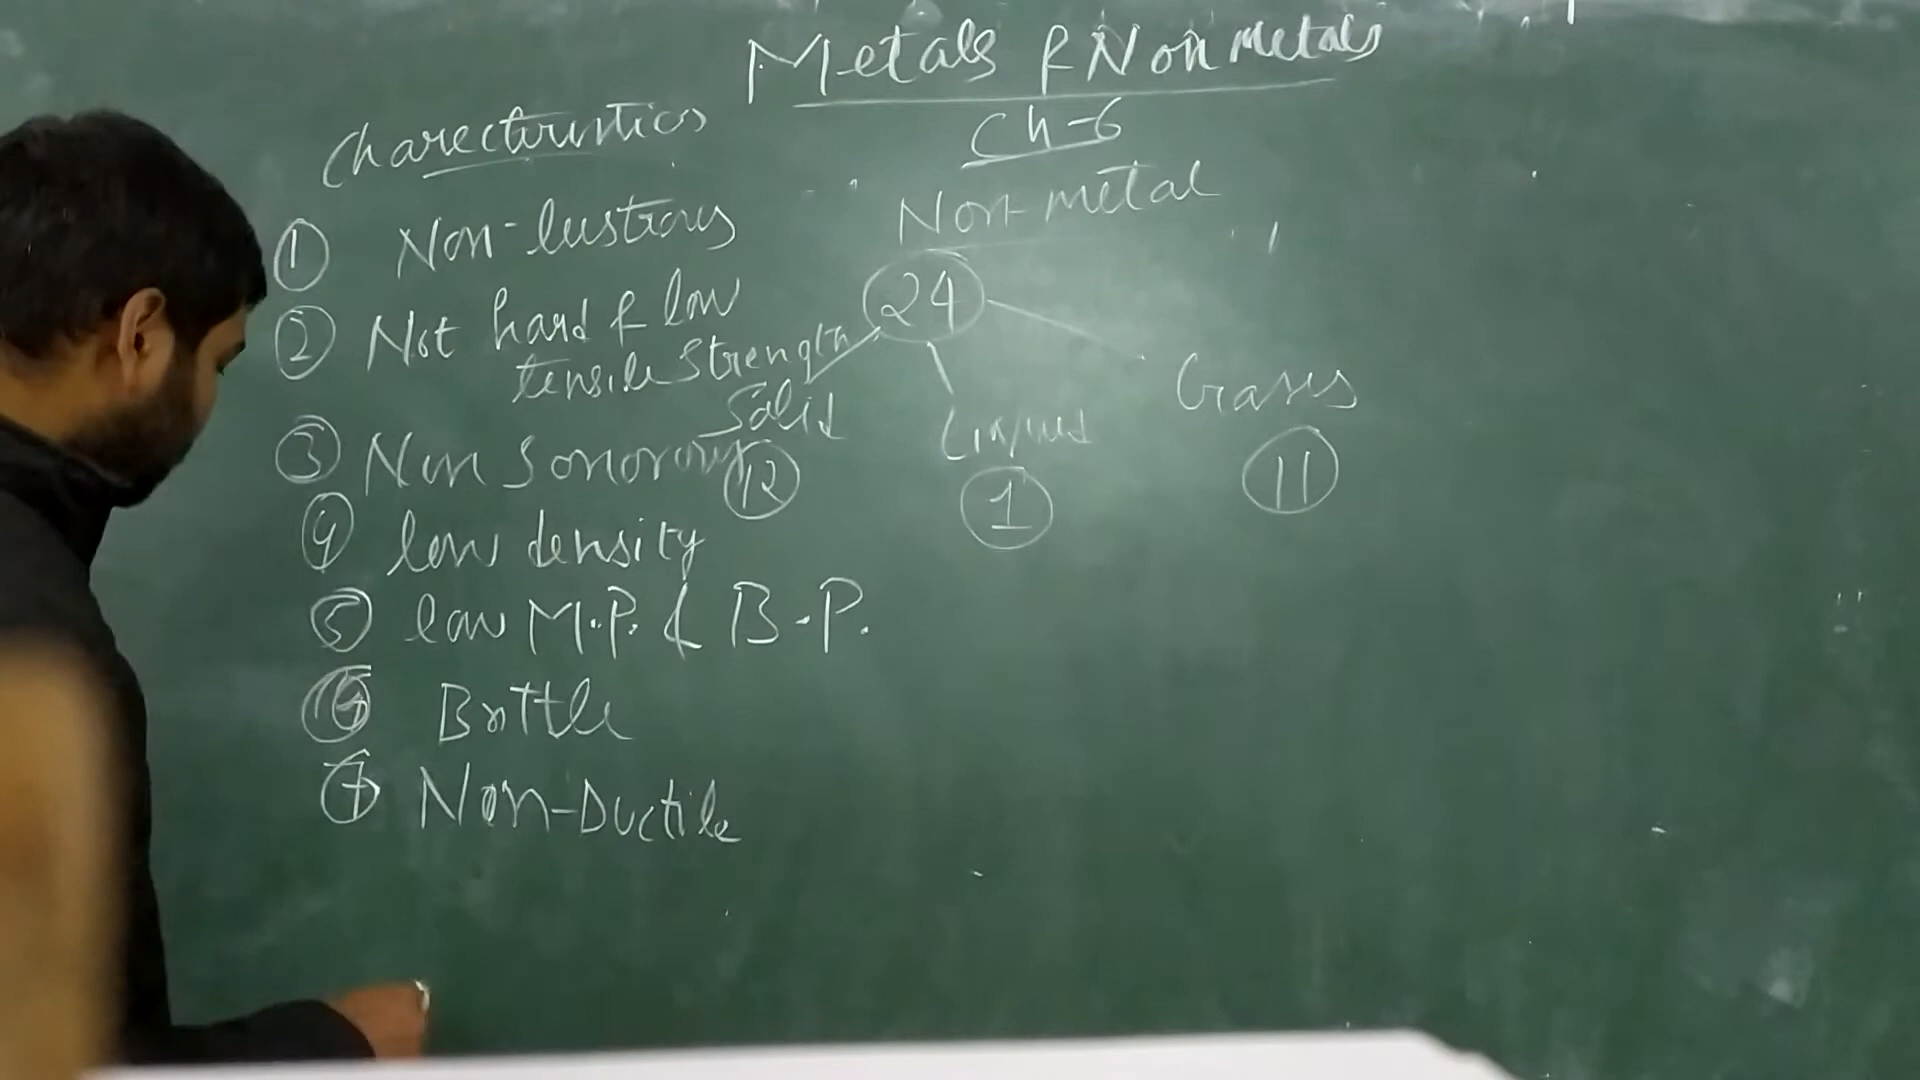 Metals & Non metals
Ch-6
Charecteristics
Non-metal
24
Solid
12
Liquid
1
Gases
11
① Non-lustrous
② Not hard & low
tensile strength
③ Non sonorous
④ low density
⑤ low M.P. & B.P.
⑥ Brittle
⑦ Non-Ductile